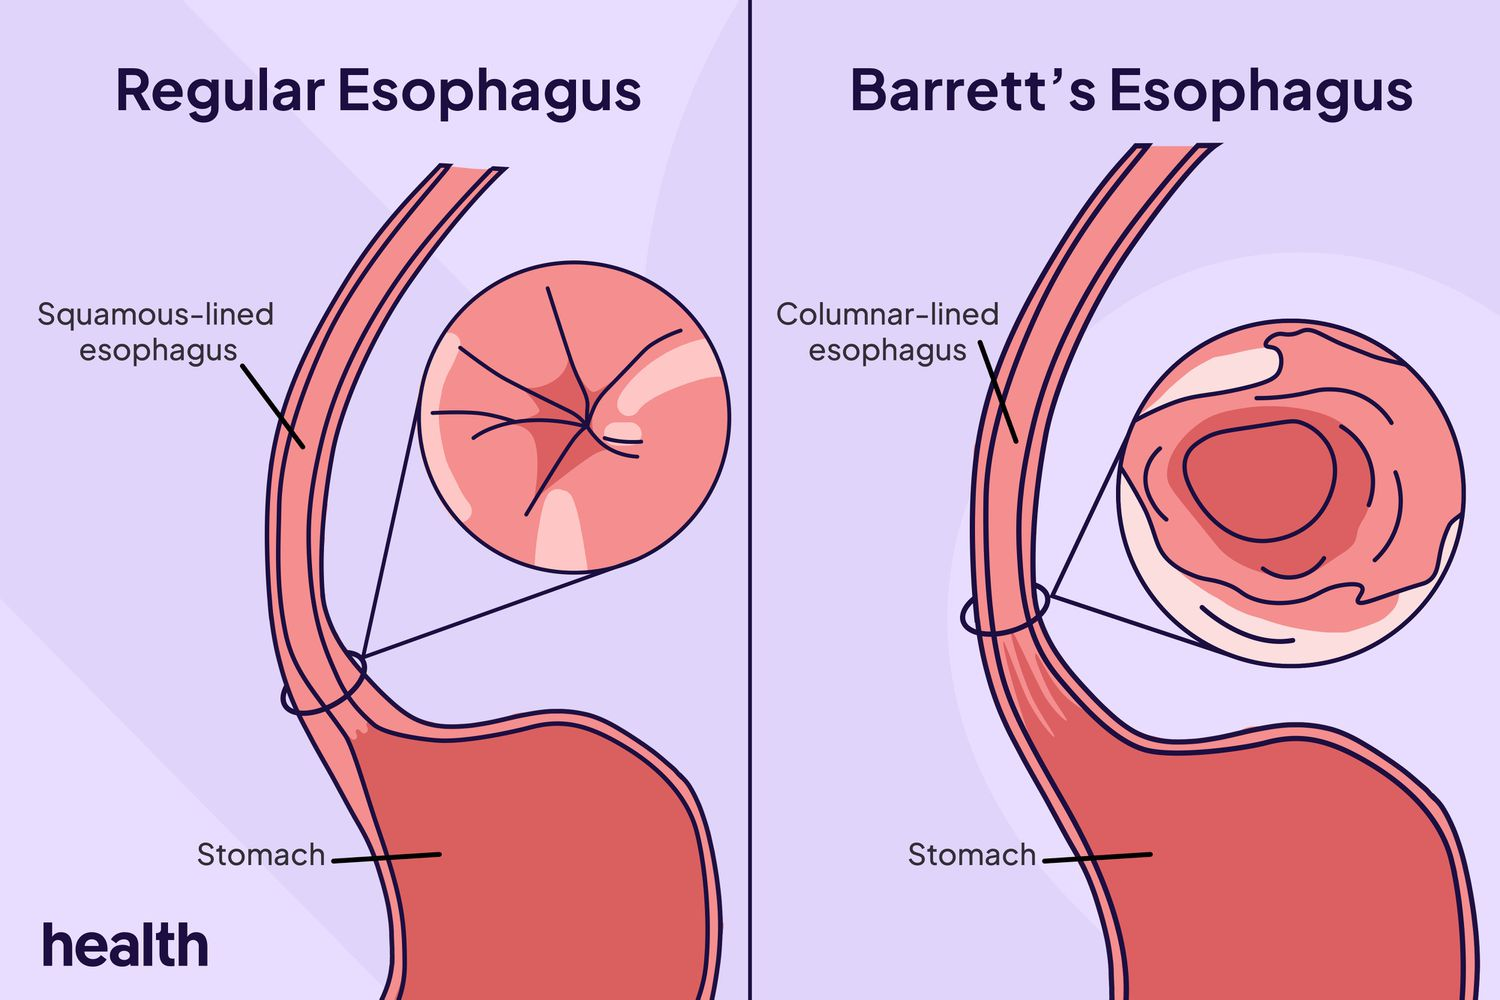 Regular Esophagus
Squamous-lined
esophagus
Stomach
health
Barrett’s Esophagus
Columnar-lined
esophagus
Stomach